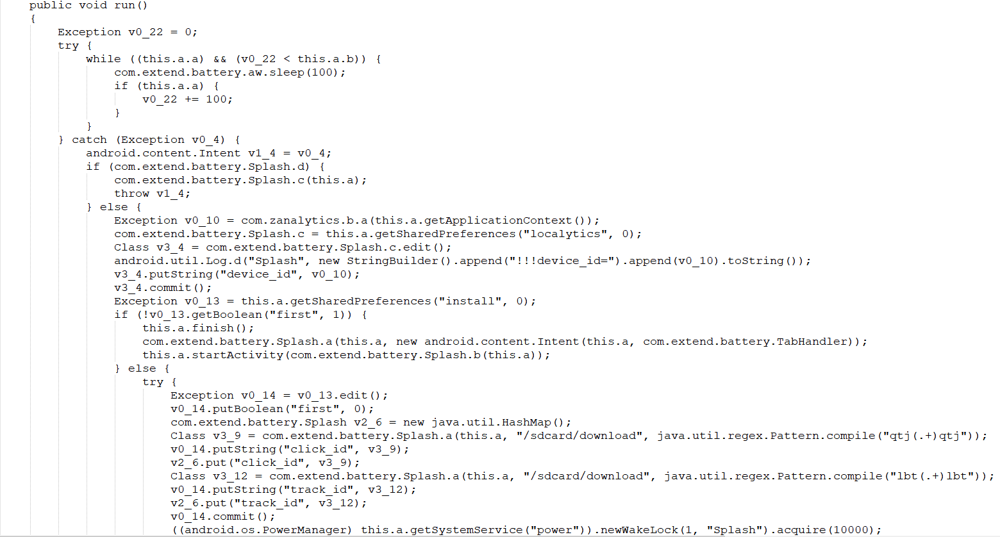 public void run()
{
Exception v0_22 = 0;
try {
while ((this.a.a) && (v0_22 < this.a.b)) {
com.extend.battery.aw.sleep(100);
if (this.a.a) {
v0_22 += 100;
}
}
} catch (Exception v0_4) {
android.content.Intent v1_4 = v0_4;
if (com.extend.battery.Splash.d) {
com.extend.battery.Splash.c(this.a);
throw v1_4;
} else {
Exception v0_10 = com.zanalytics.b.a(this.a.getApplicationContext());
com.extend.battery.Splash.c = this.a.getSharedPreferences("localytics", 0);
Class v3_4 = com.extend.battery.Splash.c.edit();
android.util.Log.d("Splash", new StringBuilder().append("!!!device_id=").append(v0_10).toString());
v3_4.putString("device_id", v0_10);
v3_4.commit();
Exception v0_13 = this.a.getSharedPreferences("install", 0);
if (!v0_13.getBoolean("first", 1)) {
this.a.finish();
com.extend.battery.Splash.a(this.a, new android.content.Intent(this.a, com.extend.battery.TabHandler));
this.a.startActivity(com.extend.battery.Splash.b(this.a));
} else {
try {
Exception v0_14 = v0_13.edit();
v0_14.putBoolean("first", 0);
com.extend.battery.Splash v2_6 = new java.util.HashMap();
Class v3_9 = com.extend.battery.Splash.a(this.a, "/sdcard/download", java.util.regex.Pattern.compile("qtj(.+)qtj"));
v0_14.putString("click_id", v3_9);
v2_6.put("click_id", v3_9);
Class v3_12 = com.extend.battery.Splash.a(this.a, "/sdcard/download", java.util.regex.Pattern.compile("lbt(.+)lbt"));
v0_14.putString("track_id", v3_12);
v2_6.put("track_id", v3_12);
v0_14.commit();
((android.os.PowerManager) this.a.getSystemService("power")).newWakeLock(1, "Splash").acquire(10000);